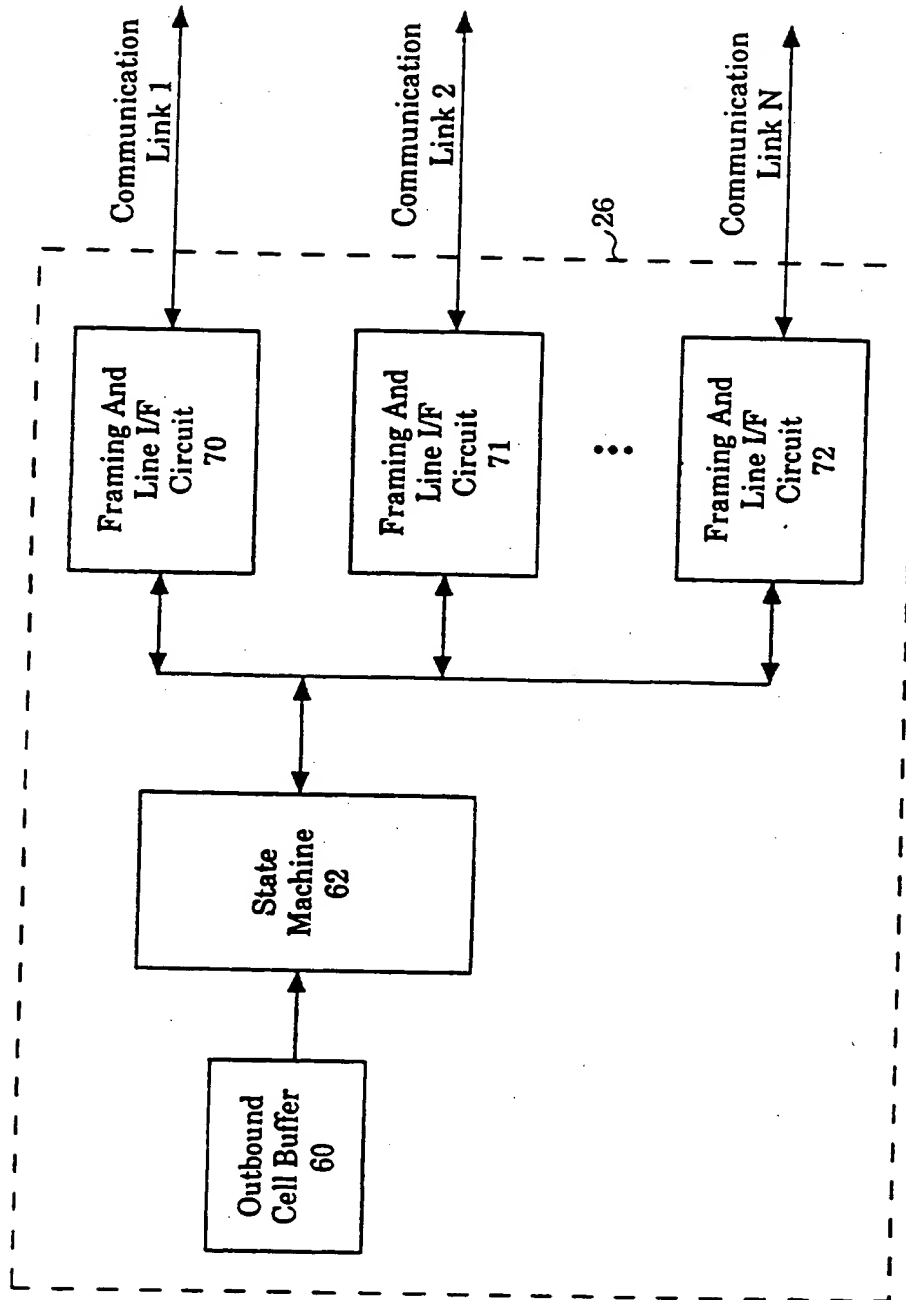 Outbound
Cell Buffer
60
State
Machine
62
Framing And
Line I/F
Circuit
70
Framing And
Line I/F
Circuit
71
Framing And
Line I/F
Circuit
72
Communication
Link 1
Communication
Link 2
26
Communication
Link N